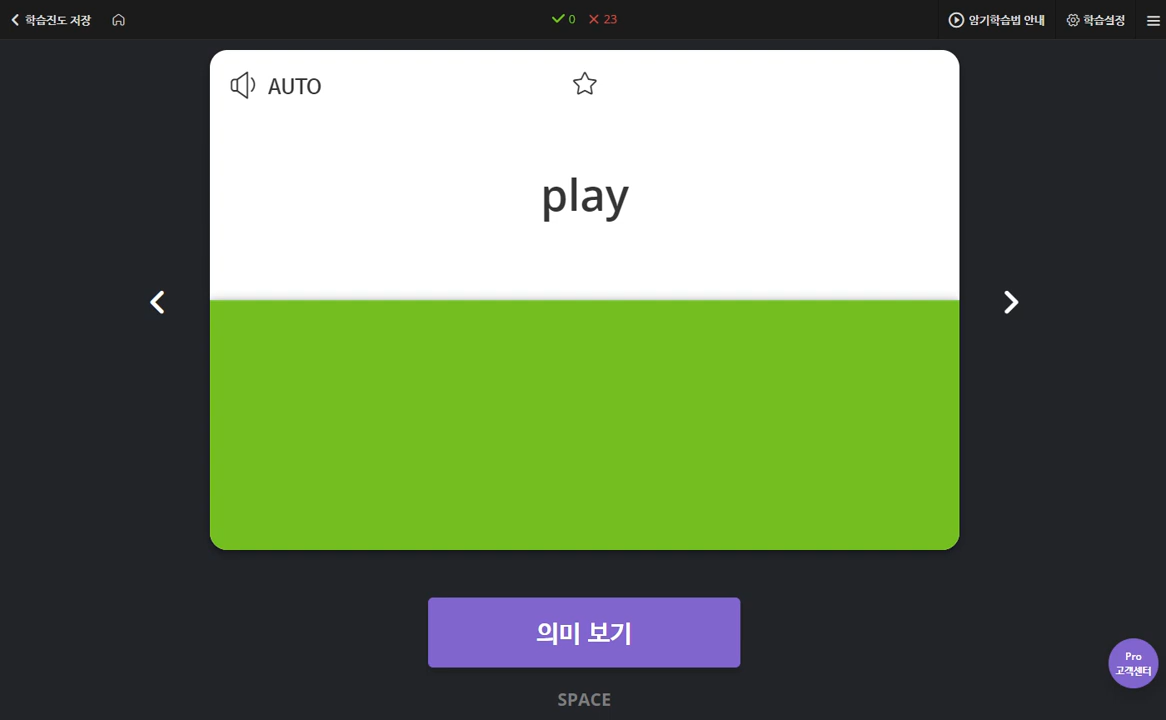 학습진도 저장
0 23
암기학습법 안내
학습설정
AUTO
play
의미 보기
SPACE
Pro
고객센터